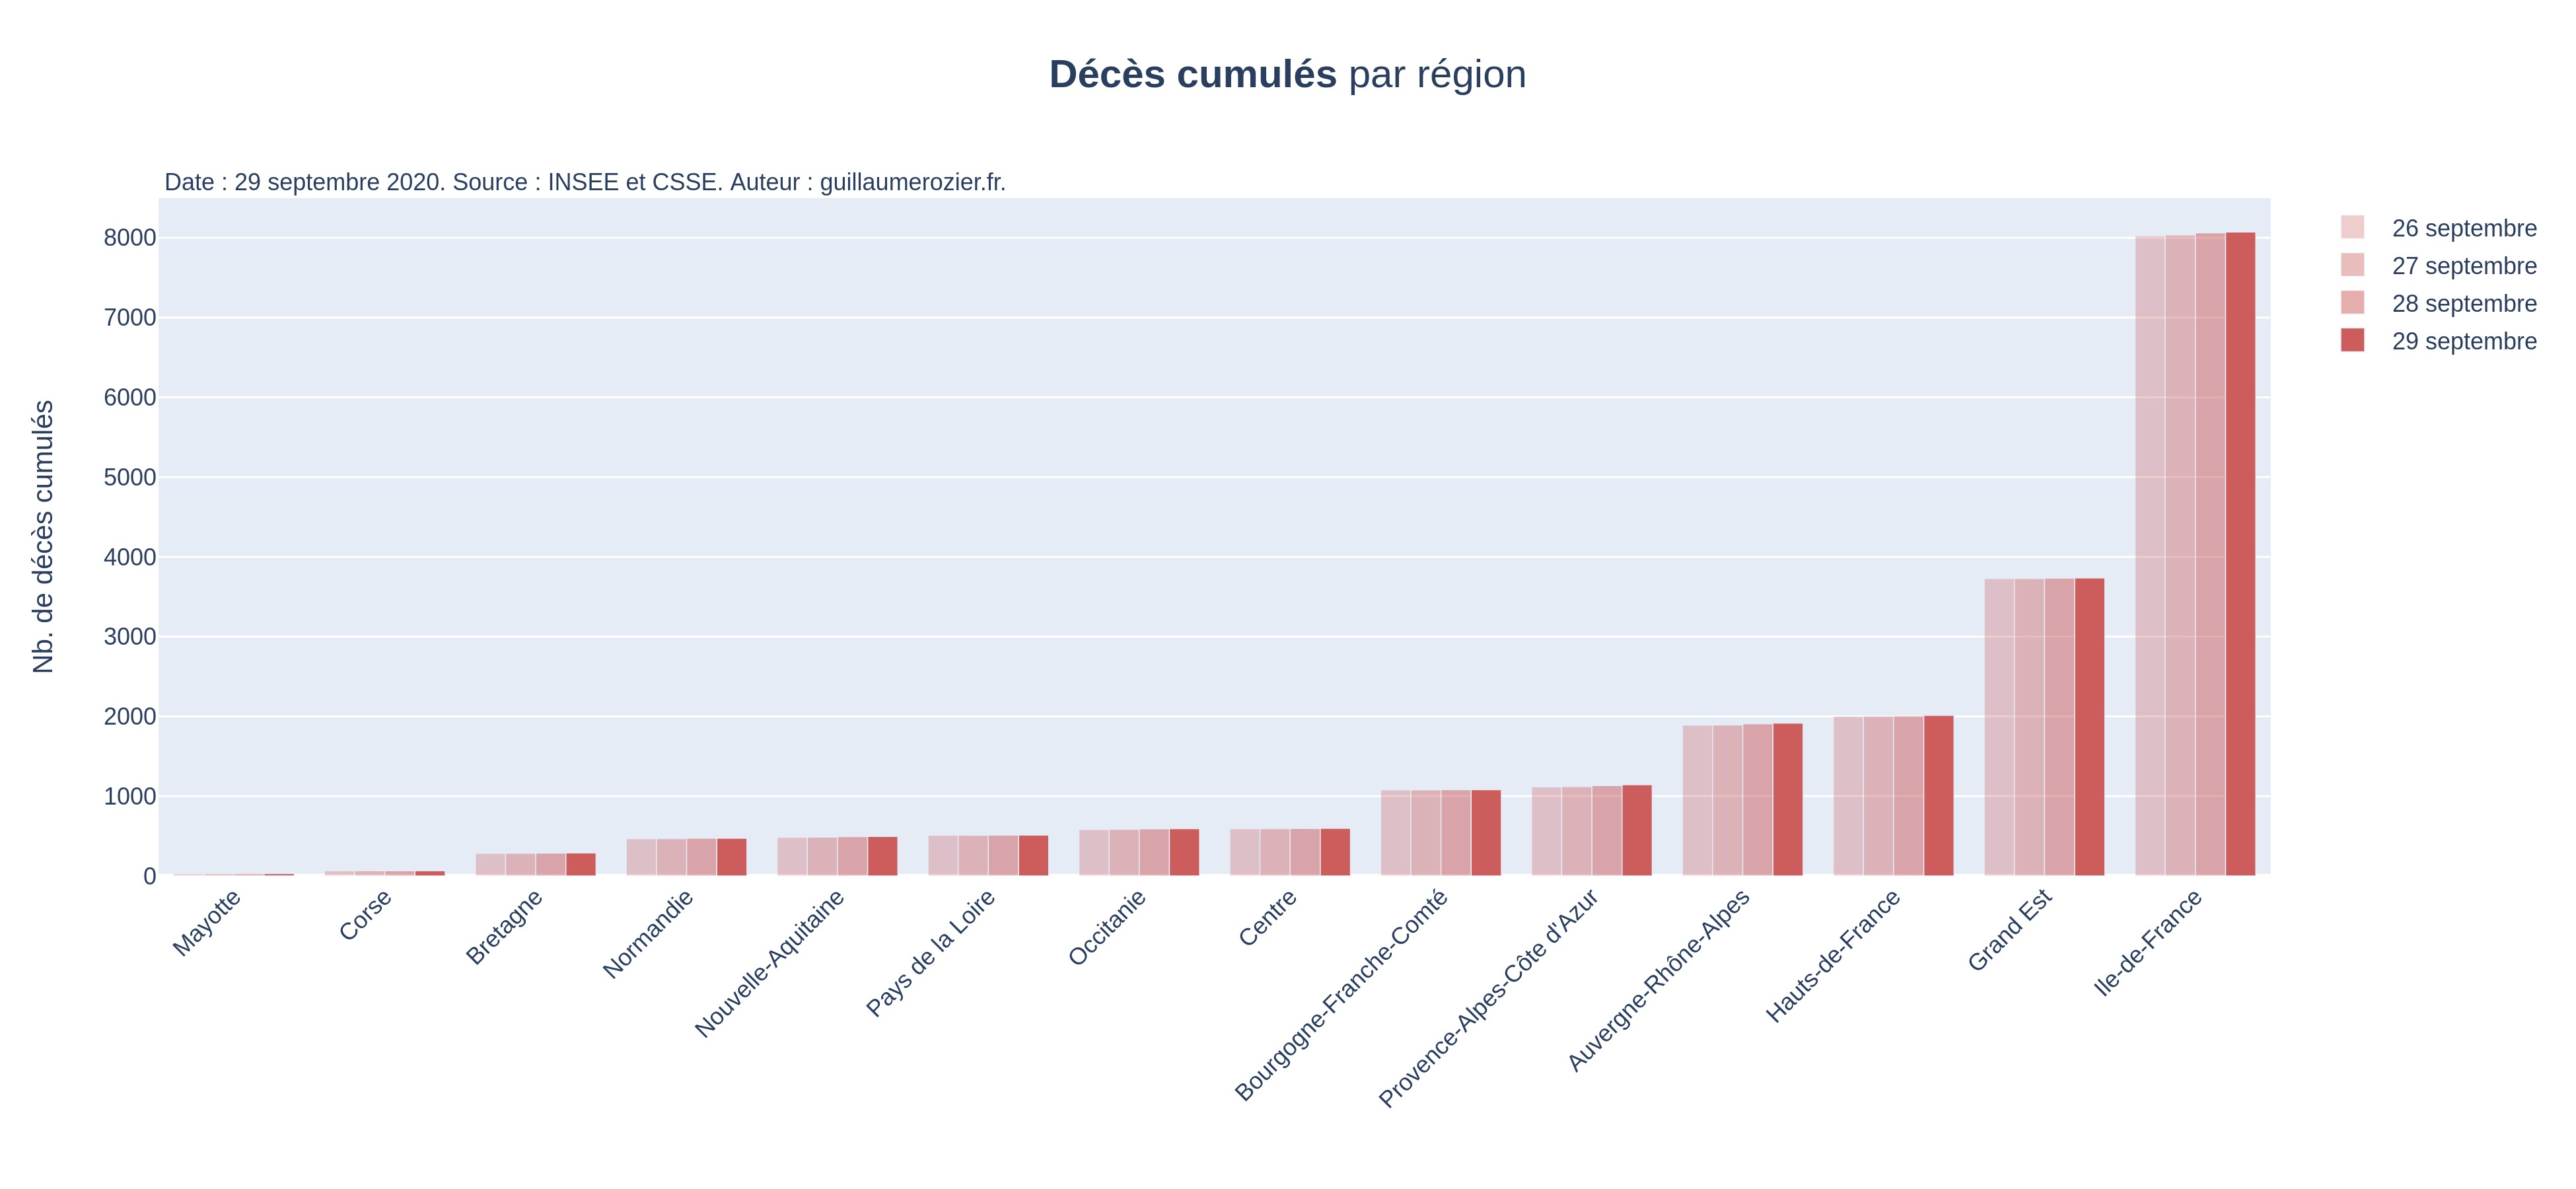 Décès cumulés par région
Date : 29 septembre 2020. Source : INSEE et CSSE. Auteur : guillaumerozier.fr.
26 septembre
27 septembre
28 septembre
29 septembre
Nb. de décès cumulés
8000
7000
6000
5000
4000
3000
2000
1000
0
Mayotte
Corse
Bretagne
Normandie
Nouvelle-Aquitaine
Pays de la Loire
Occitanie
Centre
Bourgogne-Franche-Comté
Provence-Alpes-Côte d'Azur
Auvergne-Rhône-Alpes
Hauts-de-France
Grand Est
Ile-de-France